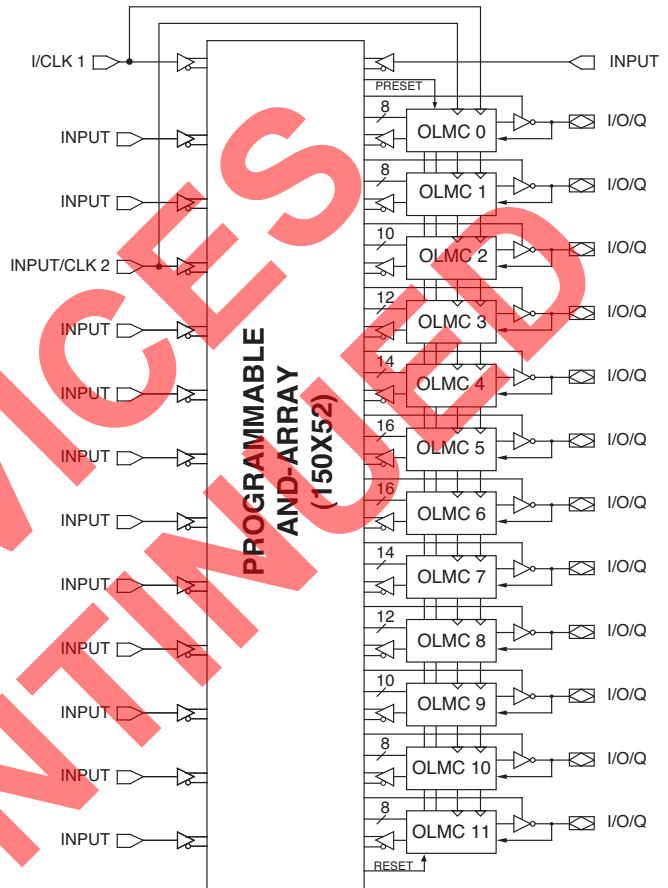 I/CLK 1
INPUT
PRESET
8
OLMC 0
I/O/Q
INPUT
8
OLMC 1
I/O/Q
INPUT
10
OLMC 2
I/O/Q
INPUT/CLK 2
12
OLMC 3
I/O/Q
INPUT
14
OLMC 4
I/O/Q
INPUT
16
OLMC 5
I/O/Q
INPUT
16
OLMC 6
I/O/Q
INPUT
14
OLMC 7
I/O/Q
INPUT
12
OLMC 8
I/O/Q
INPUT
10
OLMC 9
I/O/Q
INPUT
8
OLMC 10
I/O/Q
INPUT
8
OLMC 11
I/O/Q
INPUT
RESET
PROGRAMMABLE
AND-ARRAY
(150X52)
VICES
NTINUED